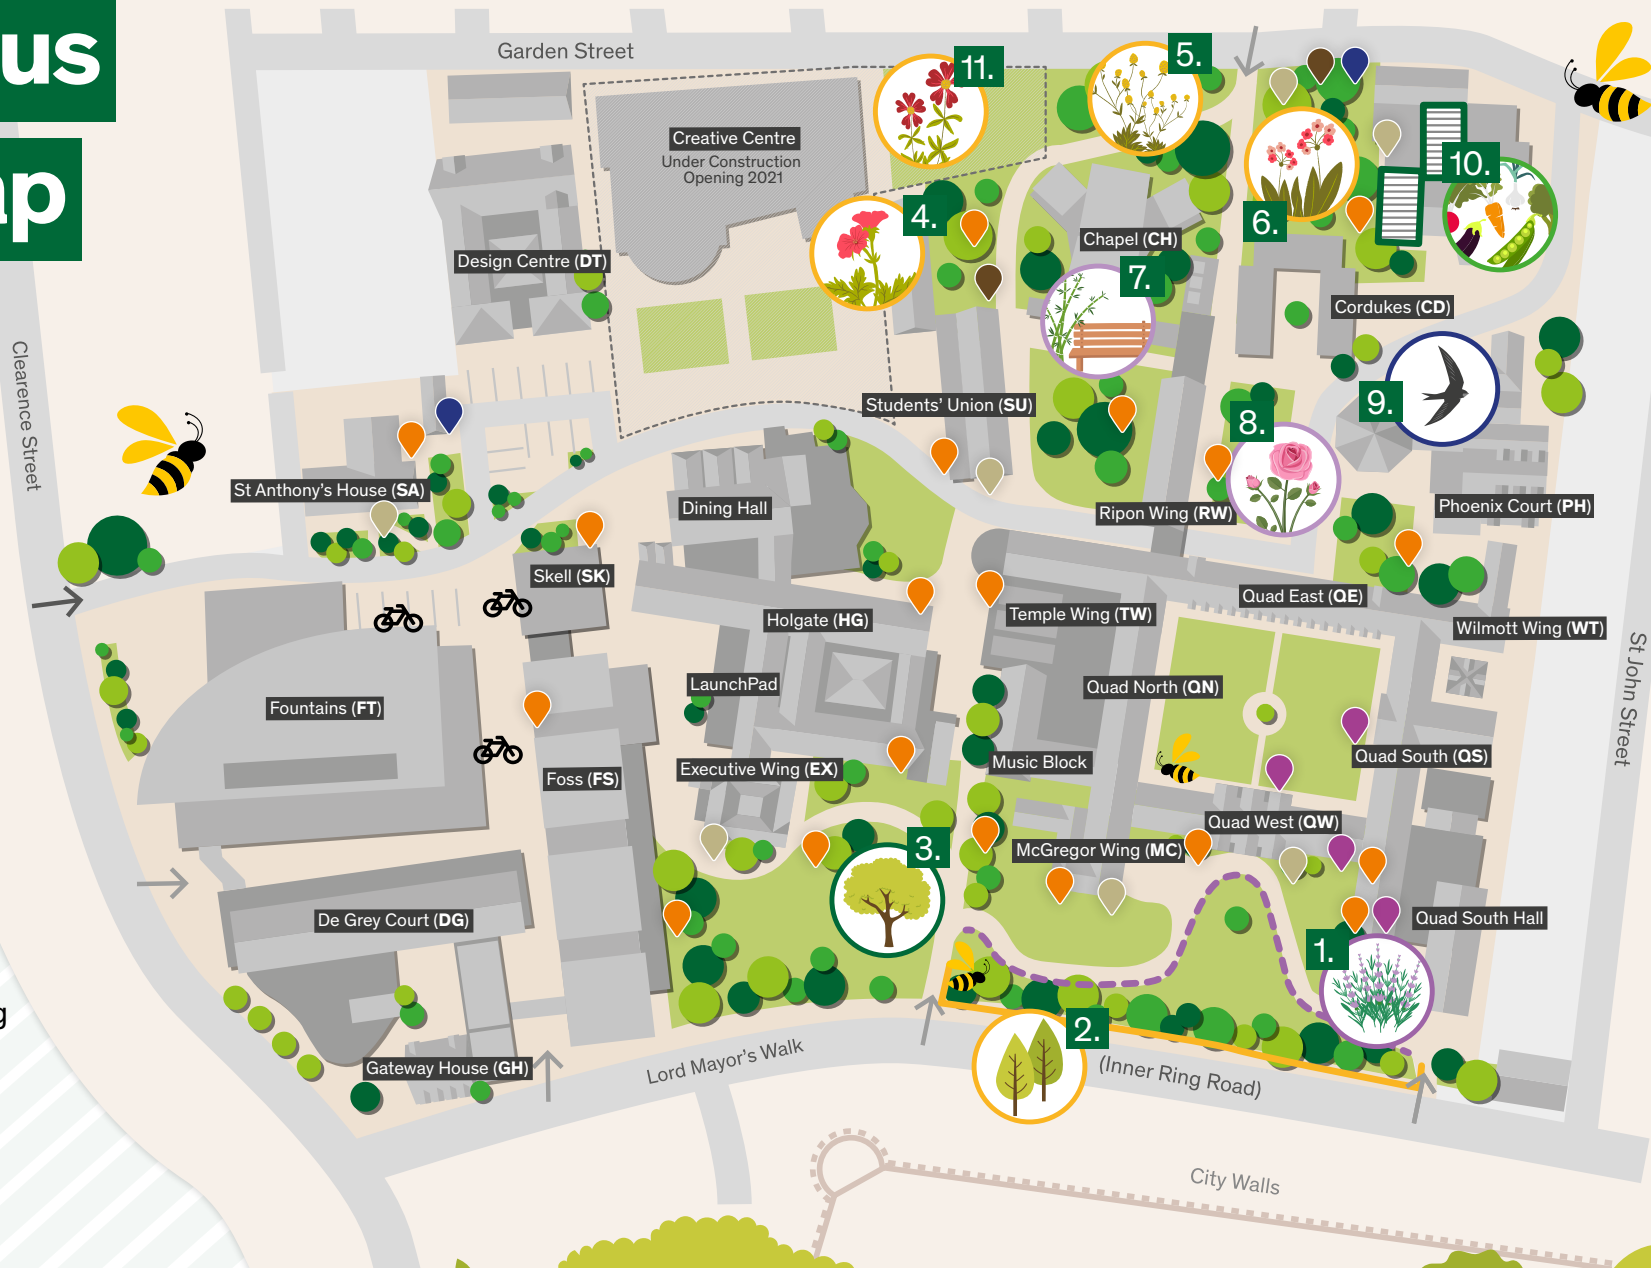 us
ap
Garden Street
11.
5.
Creative Centre
Under Construction
Opening 2021
10.
4.
6.
Chapel (CH)
Design Centre (DT)
7.
Cordukes (CD)
Clearence Street
Students' Union (SU)
9.
8.
St Anthony's House (SA)
Dining Hall
Ripon Wing (RW)
Phoenix Court (PH)
Skell (SK)
Quad East (QE)
Holgate (HG)
Temple Wing (TW)
Wilmott Wing (WT)
St John Street
LaunchPad
Quad North (QN)
Fountains (FT)
Music Block
Quad South (QS)
Executive Wing (EX)
Foss (FS)
Quad West (QW)
3.
McGregor Wing (MC)
De Grey Court (DG)
Quad South Hall
1.
g
2.
Gateway House (GH)
Lord Mayor's Walk
(Inner Ring Road)
City Walls